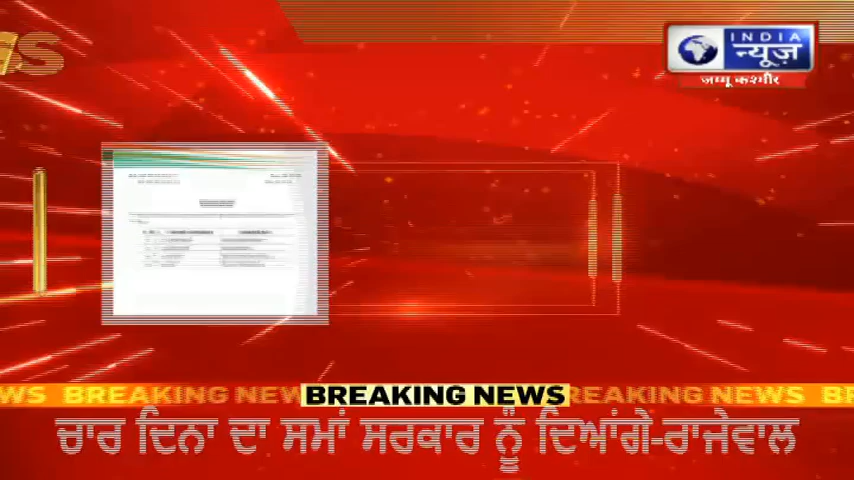 INDIA
न्यूज़
जम्मू कश्मीर
BREAKING NEWS
ਚਾਰ ਦਿਨਾ ਦਾ ਸਮਾਂ ਸਰਕਾਰ ਨੂੰ ਦਿਆਂਗੇ-ਰਾਜੇਵਾਲ